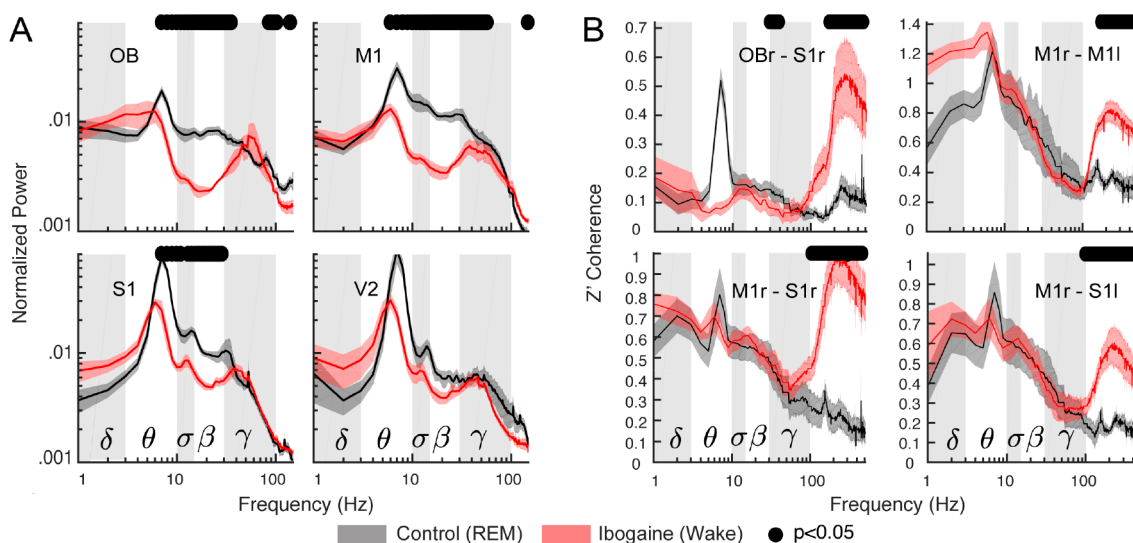 A
B
OB
M1
.01
.001
Normalized Power
S1
V2
.01
.001
δ θ σ β γ
δ θ σ β γ
1 10 100
1 10 100
Frequency (Hz)
OBr - S1r
M1r - M1l
0.7
0.6
0.5
0.4
0.3
0.2
0.1
0
1.4
1.2
1.0
0.8
0.6
0.4
0.2
0
Z' Coherence
M1r - S1r
M1r - S1l
1
0.9
0.8
0.7
0.6
0.5
0.4
0.3
0.2
0.1
0
1
0.9
0.8
0.7
0.6
0.5
0.4
0.3
0.2
0.1
0
δ θ σ β γ
δ θ σ β γ
1 10 100
1 10 100
Frequency (Hz)
Control (REM) Ibogaine (Wake) p<0.05